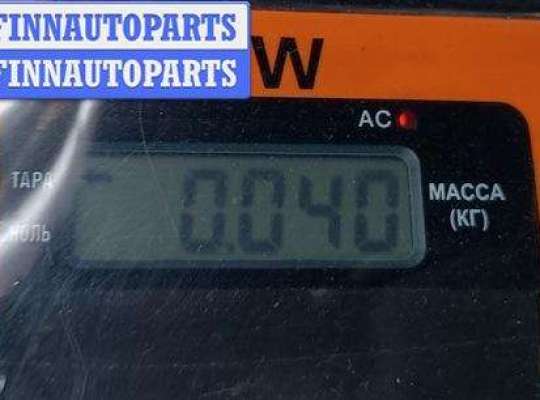 FINNAUTOPARTS
FINNAUTOPARTS
W
AC
ТАРА
0.040
МАССА
(КГ)
НОЛЬ